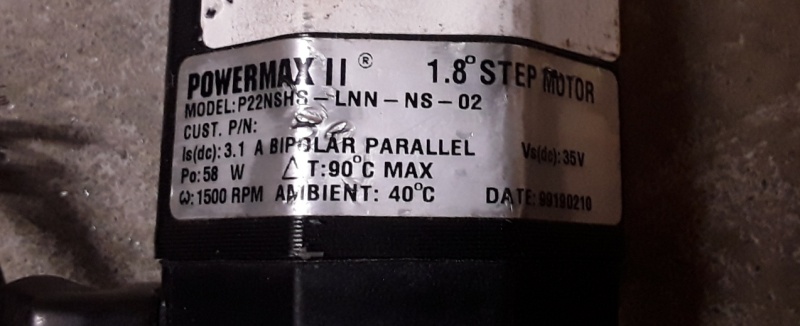 POWERMAX II ® 1.8° STEP MOTOR
MODEL: P22NSHS-LNN-NS-02
CUST. P/N:
Is(dc): 3.1 A BIPOLAR PARALLEL Vs(dc): 35V
Po: 58 W △T: 90°C MAX
ω: 1500 RPM AMBIENT: 40°C DATE: 99190210